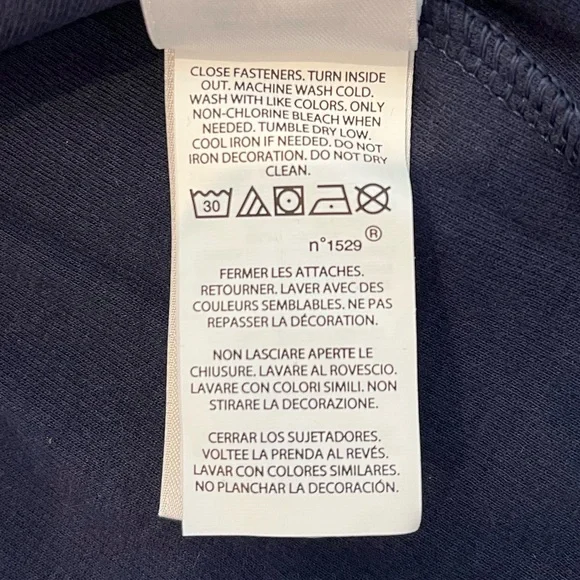 CLOSE FASTENERS. TURN INSIDE
OUT. MACHINE WASH COLD.
WASH WITH LIKE COLORS. ONLY
NON-CHLORINE BLEACH WHEN
NEEDED. TUMBLE DRY LOW.
COOL IRON IF NEEDED. DO NOT
IRON DECORATION. DO NOT DRY
CLEAN.
30
n°1529 ®
FERMER LES ATTACHES.
RETOURNER. LAVER AVEC DES
COULEURS SEMBLABLES. NE PAS
REPASSER LA DÉCORATION.
NON LASCIARE APERTE LE
CHIUSURE. LAVARE AL ROVESCIO.
LAVARE CON COLORI SIMILI. NON
STIRARE LA DECORAZIONE.
CERRAR LOS SUJETADORES.
VOLTEE LA PRENDA AL REVÉS.
LAVAR CON COLORES SIMILARES.
NO PLANCHAR LA DECORACIÓN.